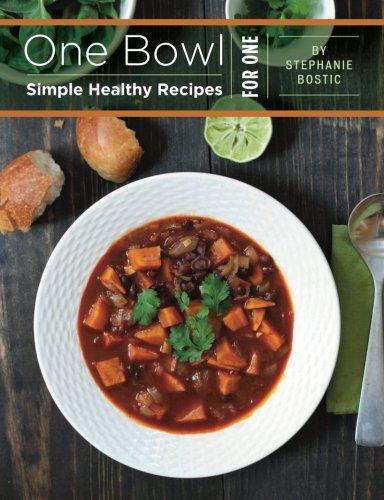 One Bowl
Simple Healthy Recipes
FOR ONE
BY
STEPHANIE
BOSTIC